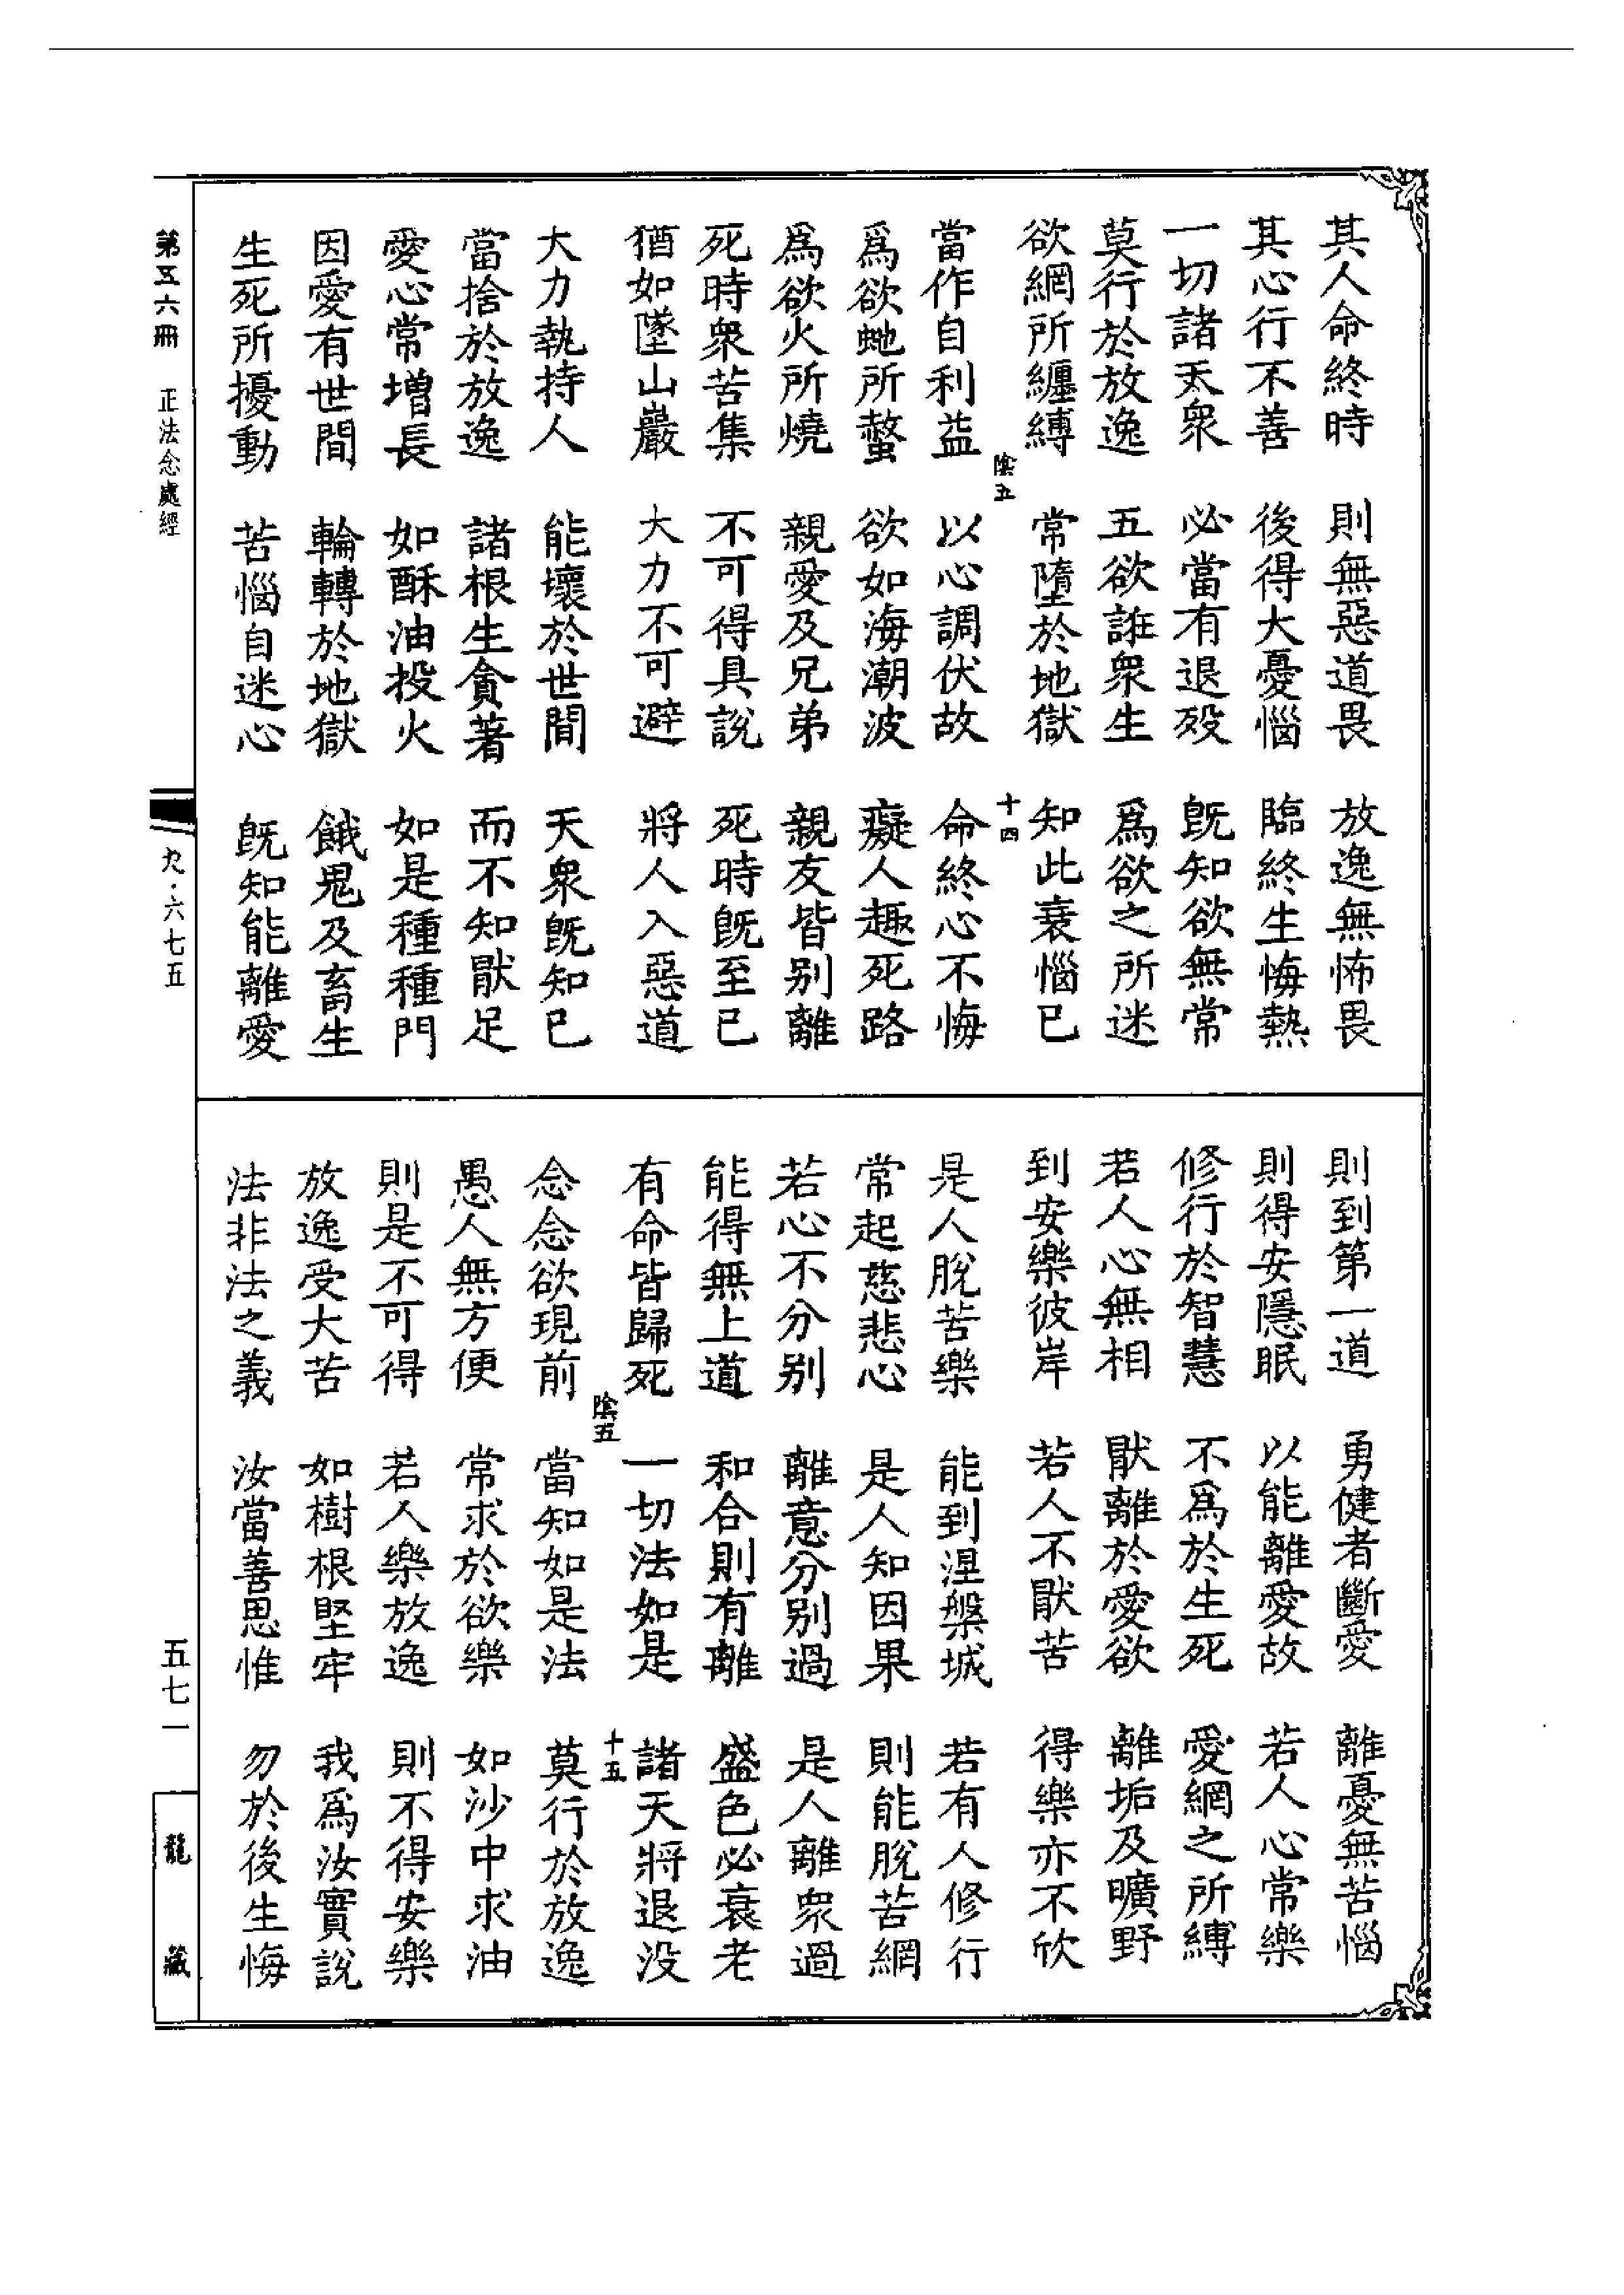 其人命終時　則無惡道畏　放逸無怖畏
其心行不善　後得大憂惱　臨終生悔熱
一切諸天衆　必當有退歿　旣知欲無常
莫行於放逸　五欲誑衆生　爲欲之所迷
欲網所纏縛　常墮於地獄　知此衰惱已
陰五　十四
當作自利益　以心調伏故　命終心不悔
爲欲虵所螫　欲如海潮波　癡人趣死路
爲欲火所燒　親愛及兄弟　親友皆别離
死時衆苦集　不可得具說　死時旣至已
猶如墜山巖　大力不可避　將人入惡道
大力執持人　能壞於世間　天衆旣知已
當捨於放逸　諸根生貪著　而不知猒足
愛心常增長　如酥油投火　如是種種門
因愛有世間　輪轉於地獄　餓鬼及畜生
生死所擾動　苦惱自迷心　旣知能離愛
則到第一道　勇健者斷愛　離憂無苦惱
則得安隱眠　以能離愛故　若人心常樂
修行於智慧　不爲於生死　愛網之所縛
若人心無相　猒離於愛欲　離垢及曠野
到安樂彼岸　若人不猒苦　得樂亦不欣
是人脫苦樂　能到涅槃城　若有人修行
常起慈悲心　是人知因果　則能脫苦網
若心不分别　離意分别過　是人離衆過
能得無上道　和合則有離　盛色必衰老
有命皆歸死　一切法如是　諸天將退没
陰五　十五
念念欲現前　當知如是法　莫行於放逸
愚人無方便　常求於欲樂　如沙中求油
則是不可得　若人樂放逸　則不得安樂
放逸受大苦　如樹根堅牢　我爲汝實說
法非法之義　汝當善思惟　勿於後生悔
第五六冊　正法念處經
九·六七五
五七一
龍藏